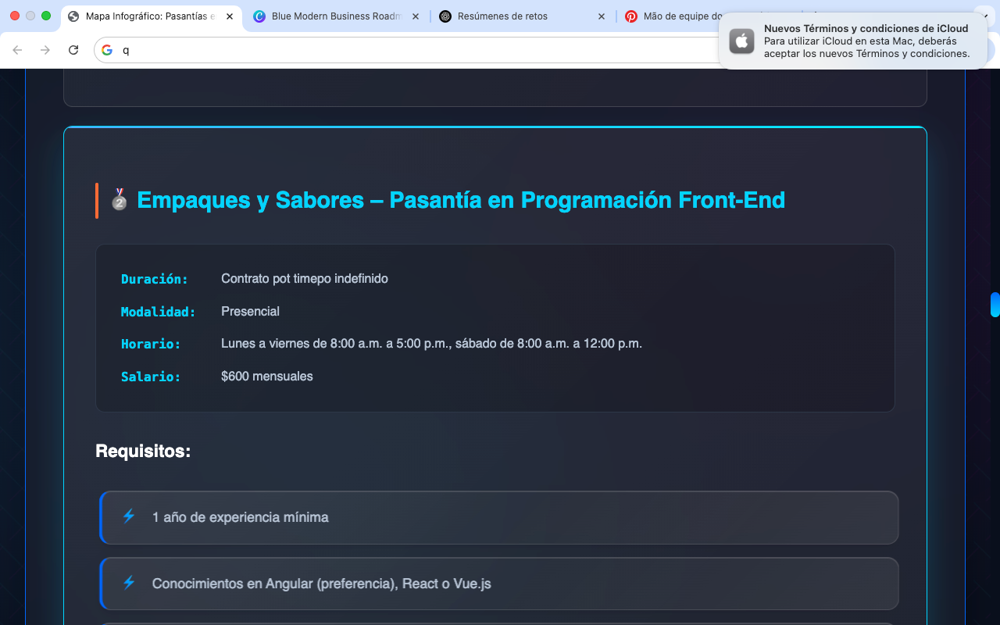 Mapa Infográfico: Pasantías e
Blue Modern Business Roadm
Resúmenes de retos
Mão de equipe do
q
Nuevos Términos y condiciones de iCloud
Para utilizar iCloud en esta Mac, deberás
aceptar los nuevos Términos y condiciones.
2 Empaques y Sabores – Pasantía en Programación Front-End
Duración: Contrato pot timepo indefinido
Modalidad: Presencial
Horario: Lunes a viernes de 8:00 a.m. a 5:00 p.m., sábado de 8:00 a.m. a 12:00 p.m.
Salario: $600 mensuales
Requisitos:
1 año de experiencia mínima
Conocimientos en Angular (preferencia), React o Vue.js